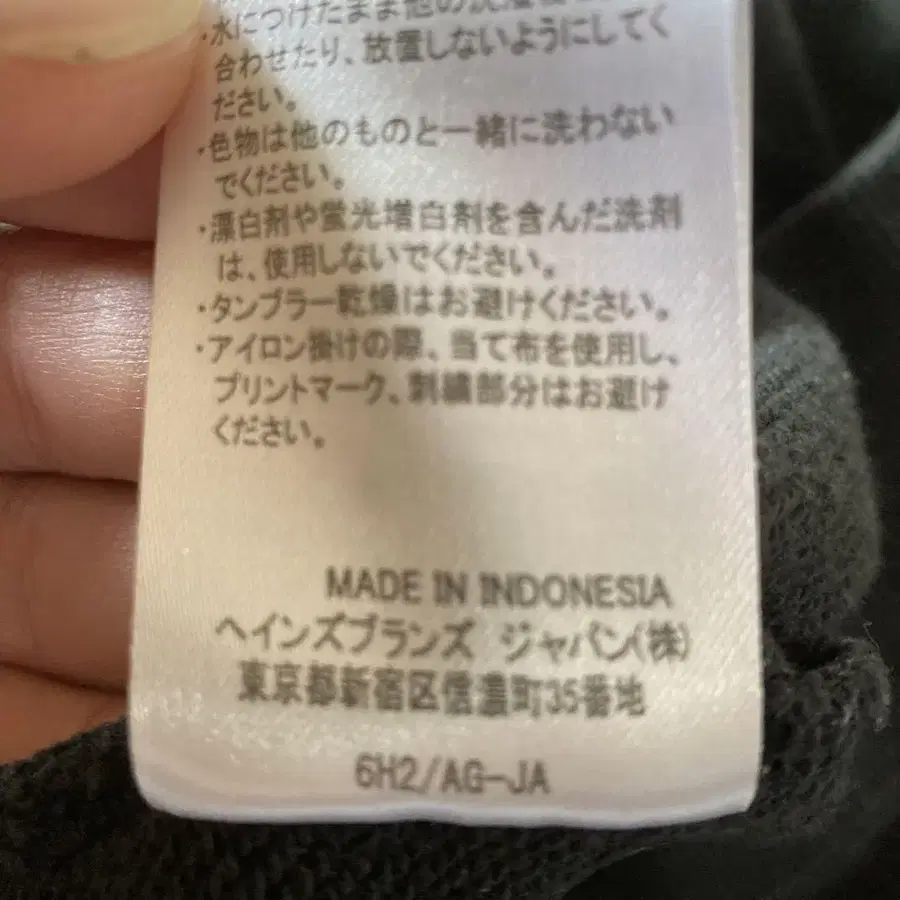 ・水につけたまま他の洗濯
合わせたり、放置しないようにしてく
ださい。
・色物は他のものと一緒に洗わない
でください。
・漂白剤や蛍光増白剤を含んだ洗剤
は、使用しないでください。
・タンブラー乾燥はお避けください。
・アイロン掛けの際、当て布を使用し、
プリントマーク、刺繍部分はお避け
ください。
MADE IN INDONESIA
ヘインズブランズ ジャパン(株)
東京都新宿区信濃町35番地
6H2/AG-JA